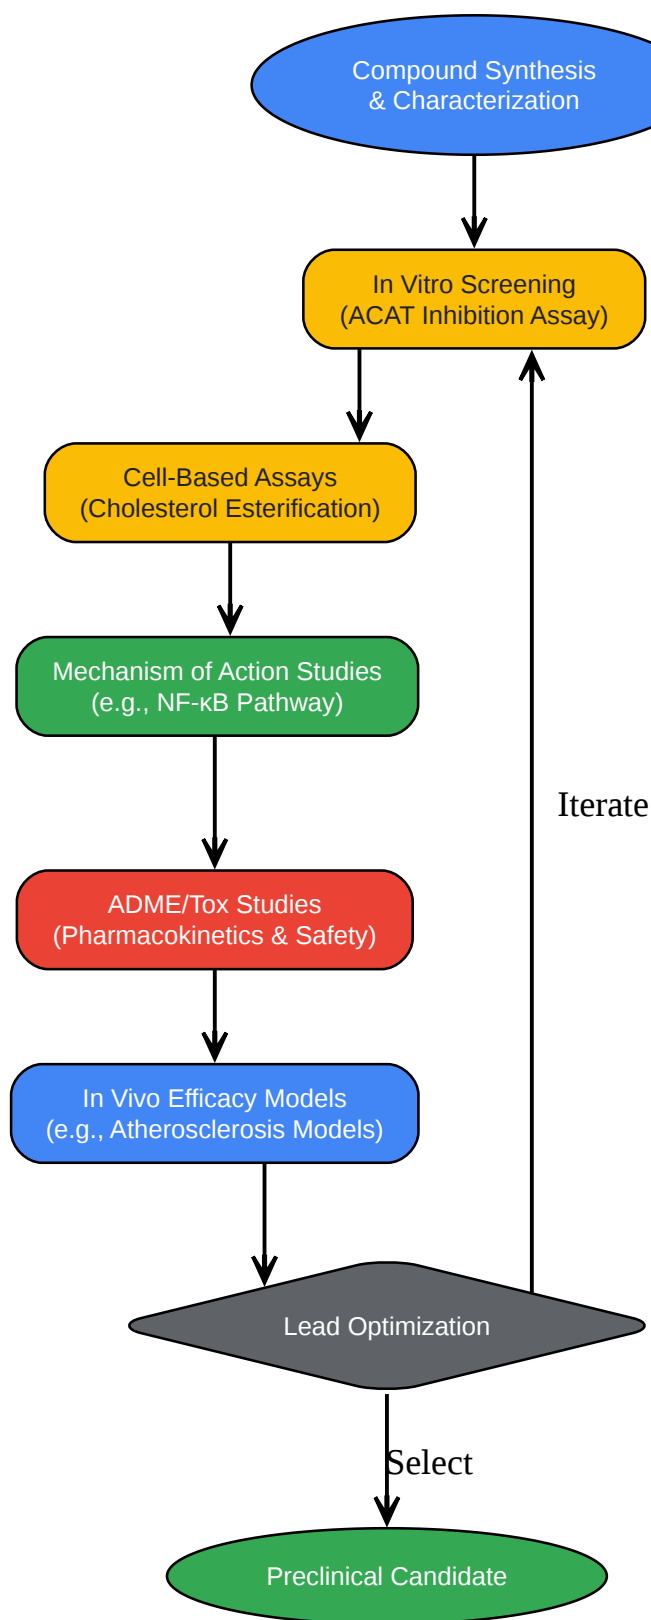 Compound Synthesis
& Characterization
In Vitro Screening
(ACAT Inhibition Assay)
Cell-Based Assays
(Cholesterol Esterification)
Mechanism of Action Studies
(e.g., NF-κB Pathway)
Iterate
ADME/Tox Studies
(Pharmacokinetics & Safety)
In Vivo Efficacy Models
(e.g., Atherosclerosis Models)
Lead Optimization
Select
Preclinical Candidate